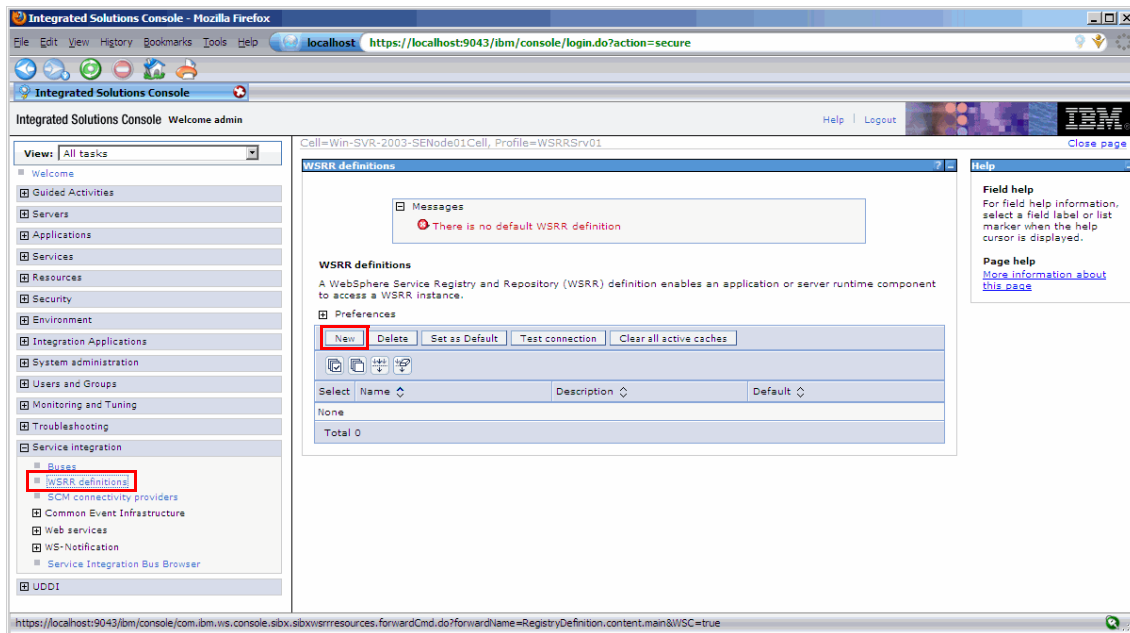 Integrated Solutions Console - Mozilla Firefox
File Edit View History Bookmarks Tools Help localhost https://localhost:9043/ibm/console/login.do?action=secure
Integrated Solutions Console
Integrated Solutions Console Welcome admin Help Logout IBM.
View: All tasks
Welcome
Guided Activities
Servers
Applications
Services
Resources
Security
Environment
Integration Applications
System administration
Users and Groups
Monitoring and Tuning
Troubleshooting
Service integration
Buses
WSRR definitions
SCM connectivity providers
Common Event Infrastructure
Web services
WS-Notification
Service Integration Bus Browser
UDDI
Cell=Win-SVR-2003-SENode01Cell, Profile=WSRRSrv01
Close page
WSRR definitions ? -
Messages
There is no default WSRR definition
WSRR definitions
A WebSphere Service Registry and Repository (WSRR) definition enables an application or server runtime component
to access a WSRR instance.
Preferences
New Delete Set as Default Test connection Clear all active caches
Select Name Description Default
None
Total 0
Help
Field help
For field help information,
select a field label or list
marker when the help
cursor is displayed.
Page help
More information about
this page
https://localhost:9043/ibm/console/com.ibm.ws.console.sibx.sibxwsrrresources.forwardCmd.do?forwardName=RegistryDefinition.content.main&WSC=true